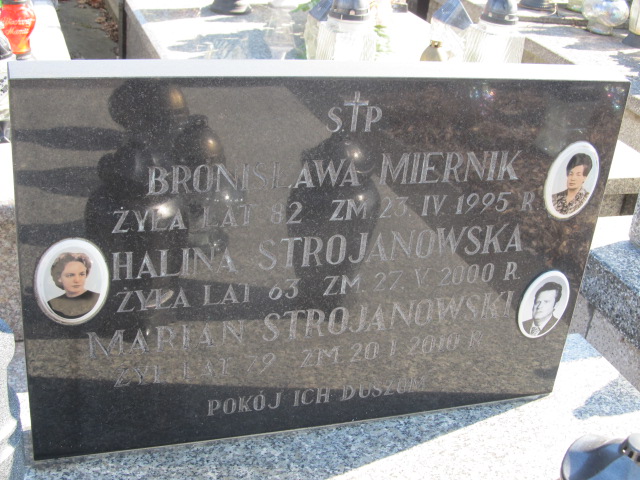 Ś.†P.
BRONISŁAWA MIERNIK
ŻYŁA LAT 82 ZM. 23.IV.1995 R.
HALINA STROJANOWSKA
ŻYŁA LAT 63 ZM. 27.V.2000 R.
MARIAN STROJANOWSKI
ŻYŁ LAT 79 ZM. 20.I.2010 R.
POKÓJ ICH DUSZOM